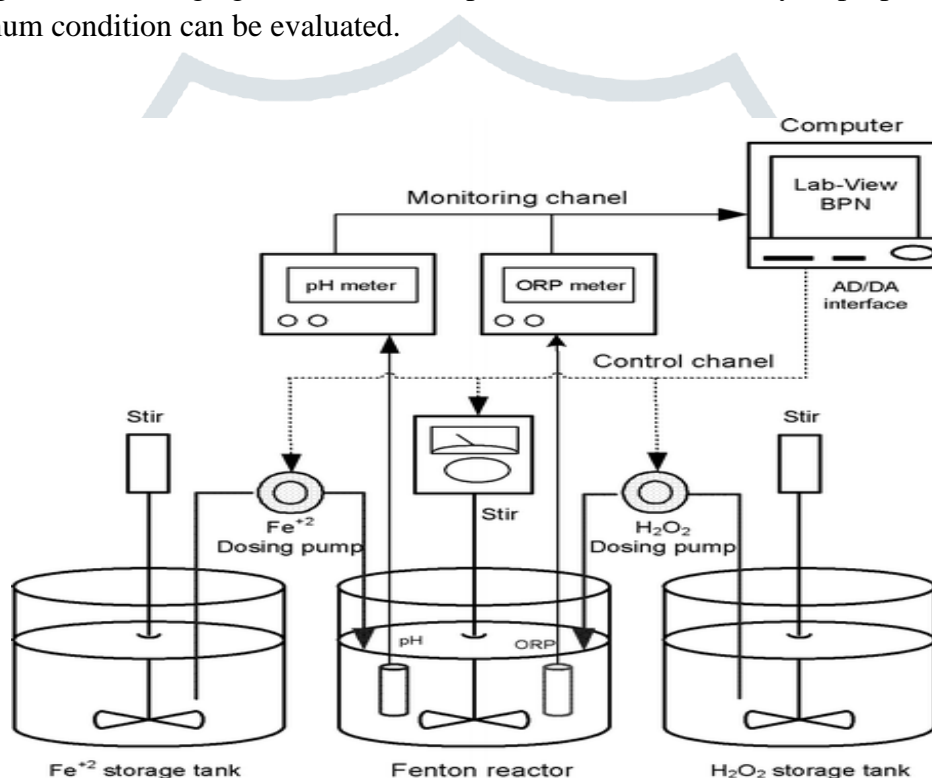 num condition can be evaluated.
Computer
Lab-View
BPN
Monitoring chanel
pH meter
ORP meter
AD/DA
interface
Control chanel
Stir
Stir
Stir
Fe⁺² 
Dosing pump
H₂O₂
Dosing pump
pH
ORP
Fe⁺² storage tank
Fenton reactor
H₂O₂ storage tank